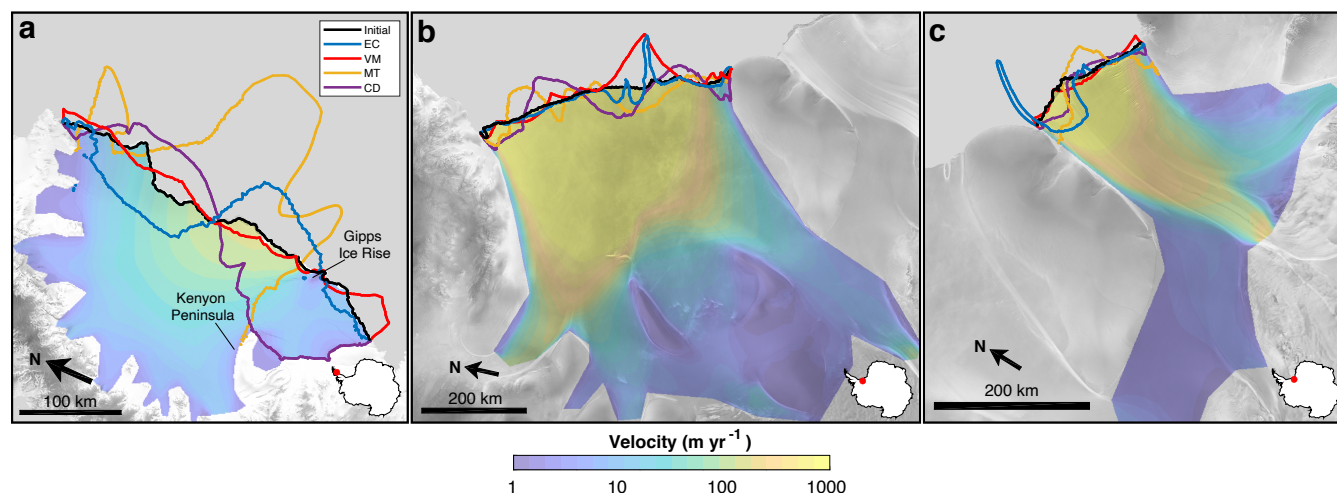 a
Initial
EC
VM
MT
CD
Gipps
Ice Rise
Kenyon
Peninsula
N
100 km
b
N
200 km
c
N
200 km
Velocity (m yr⁻¹)
1 10 100 1000